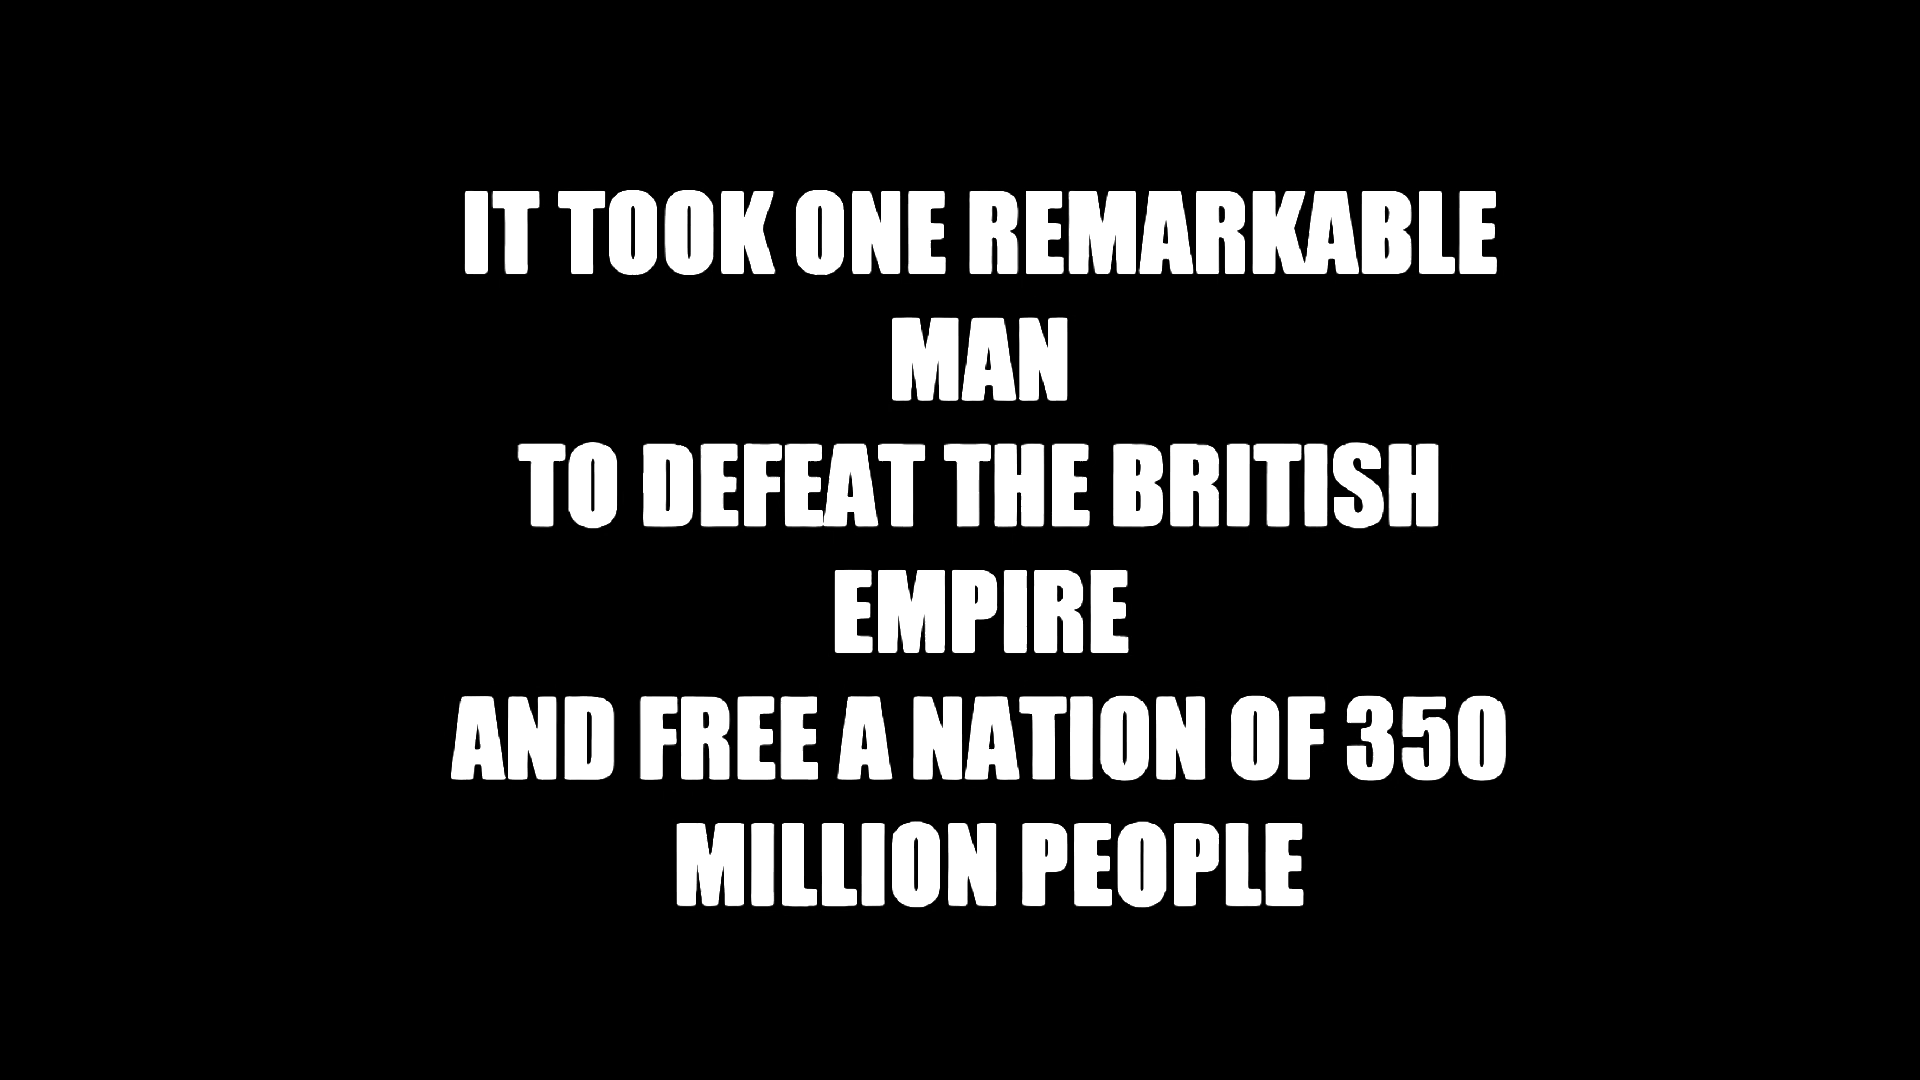 IT TOOK ONE REMARKABLE
MAN
TO DEFEAT THE BRITISH
EMPIRE
AND FREE A NATION OF 350
MILLION PEOPLE